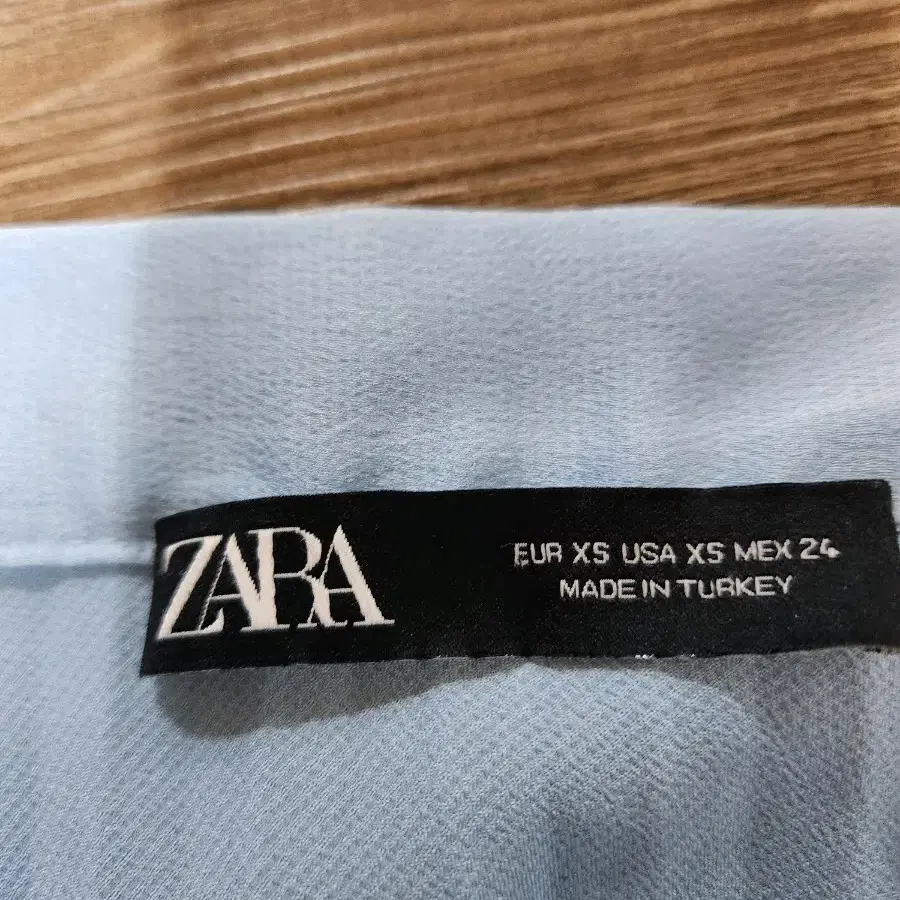 ZARA
EUR XS USA XS MEX 24
MADE IN TURKEY